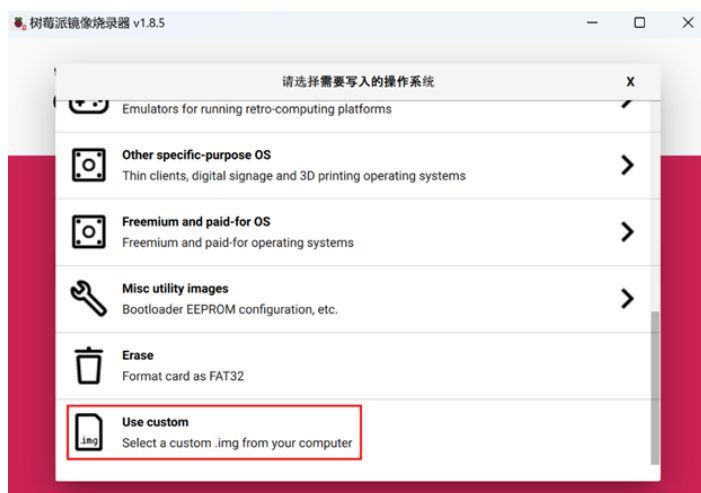 树莓派镜像烧录器 v1.8.5
请选择需要写入的操作系统
X
Emulators for running retro-computing platforms
Other specific-purpose OS
Thin clients, digital signage and 3D printing operating systems
Freemium and paid-for OS
Freemium and paid-for operating systems
Misc utility images
Bootloader EEPROM configuration, etc.
Erase
Format card as FAT32
Use custom
.img
Select a custom .img from your computer